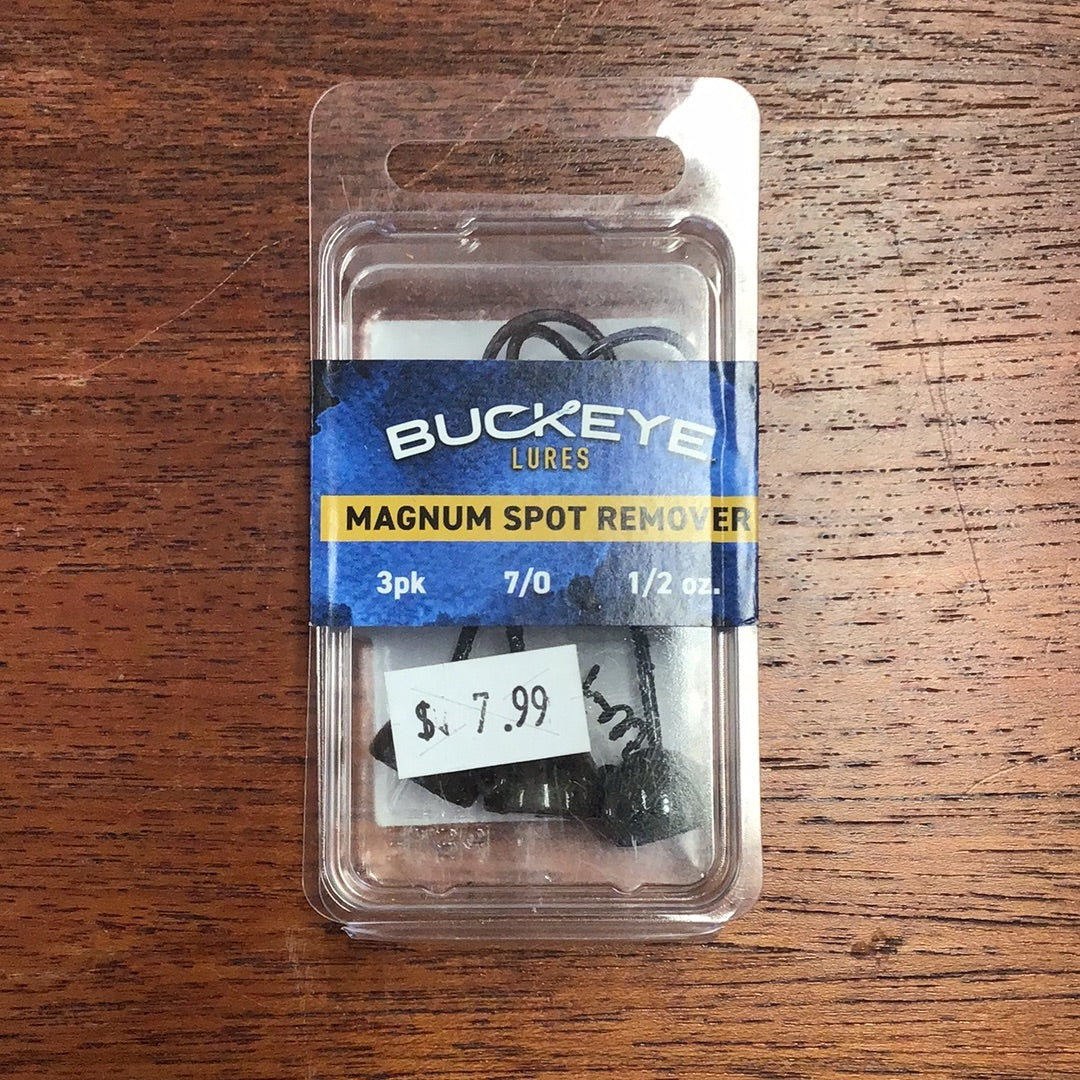 BUCKEYE
LURES
MAGNUM SPOT REMOVER
3pk 7/0 1/2 oz.
$ 7.99